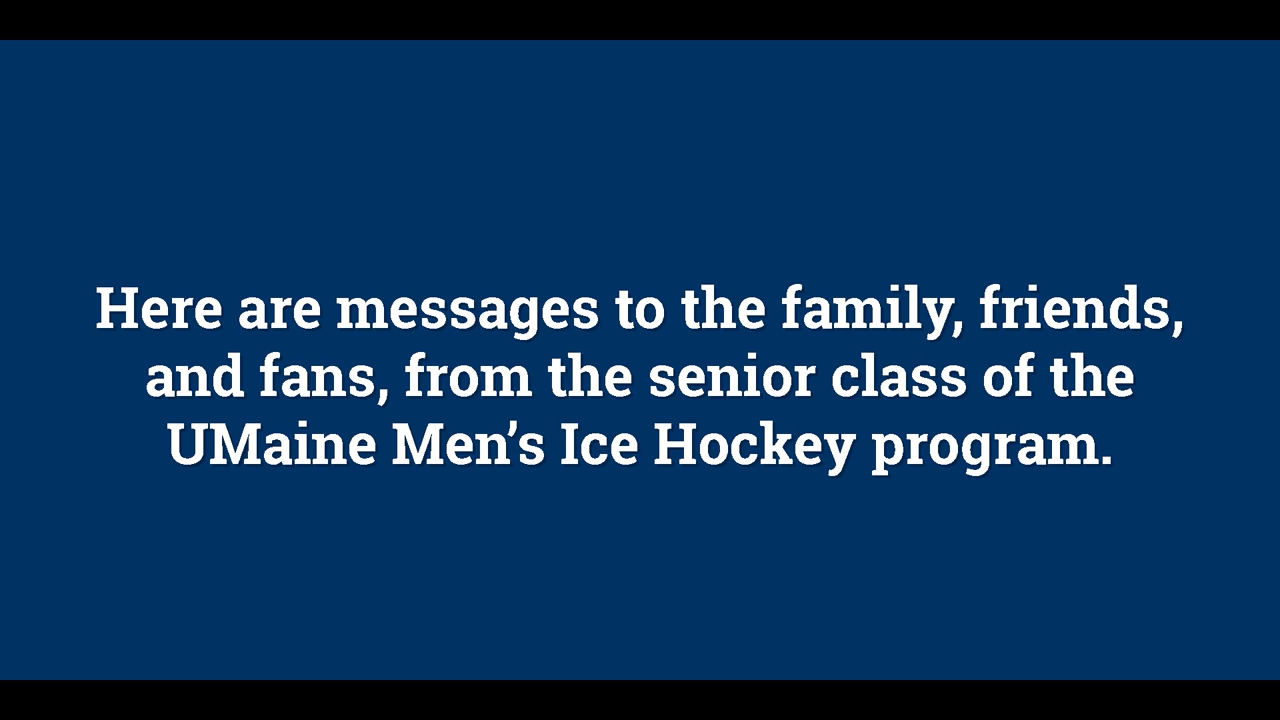 Here are messages to the family, friends,
and fans, from the senior class of the
UMaine Men’s Ice Hockey program.